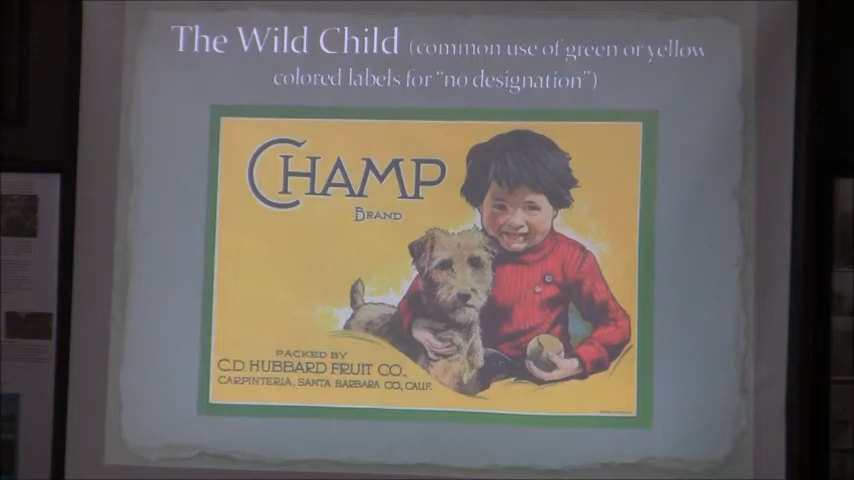 The Wild Child (common use of green or yellow
colored labels for "no designation")
CHAMP
BRAND
PACKED BY
C.D. HUBBARD FRUIT CO.,
CARPINTERIA, SANTA BARBARA CO., CALIF.